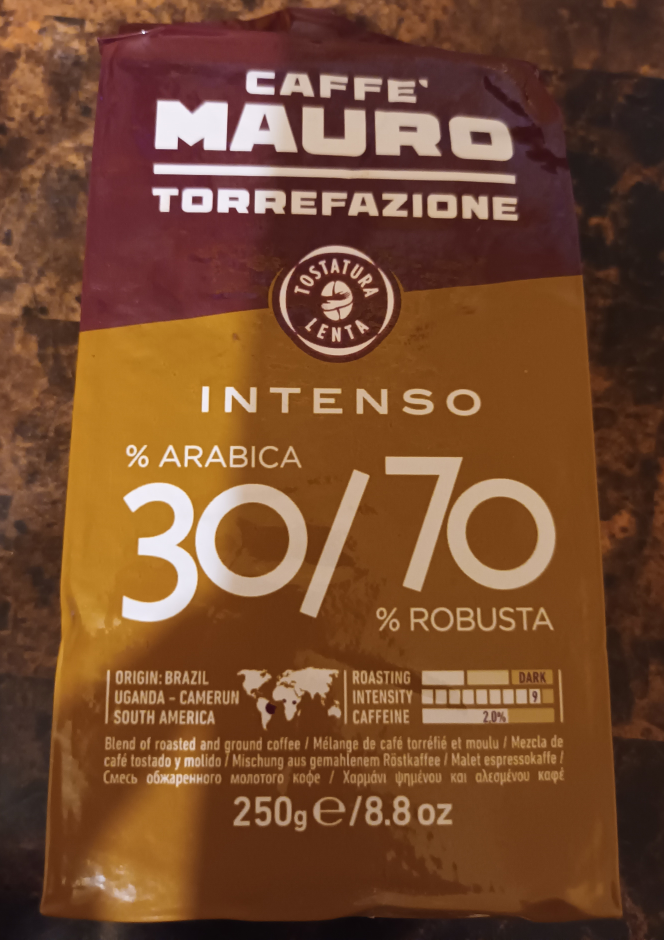 CAFFE`
MAURO
TORREFAZIONE
TOSTATURA
LENTA
INTENSO
% ARABICA
30/70
% ROBUSTA
ORIGIN: BRAZIL
UGANDA - CAMERUN
SOUTH AMERICA
ROASTING DARK
INTENSITY 9
CAFFEINE 2.0%
Blend of roasted and ground coffee / Mélange de café torréfié et moulu / Mezcla de
café tostado y molido / Mischung aus gemahlenem Röstkaffee / Malet espressokaffe /
Смесь обжаренного молотого кофе / Χαρμάνι ψημένου και αλεσμένου καφέ
250g ℮/8.8 oz